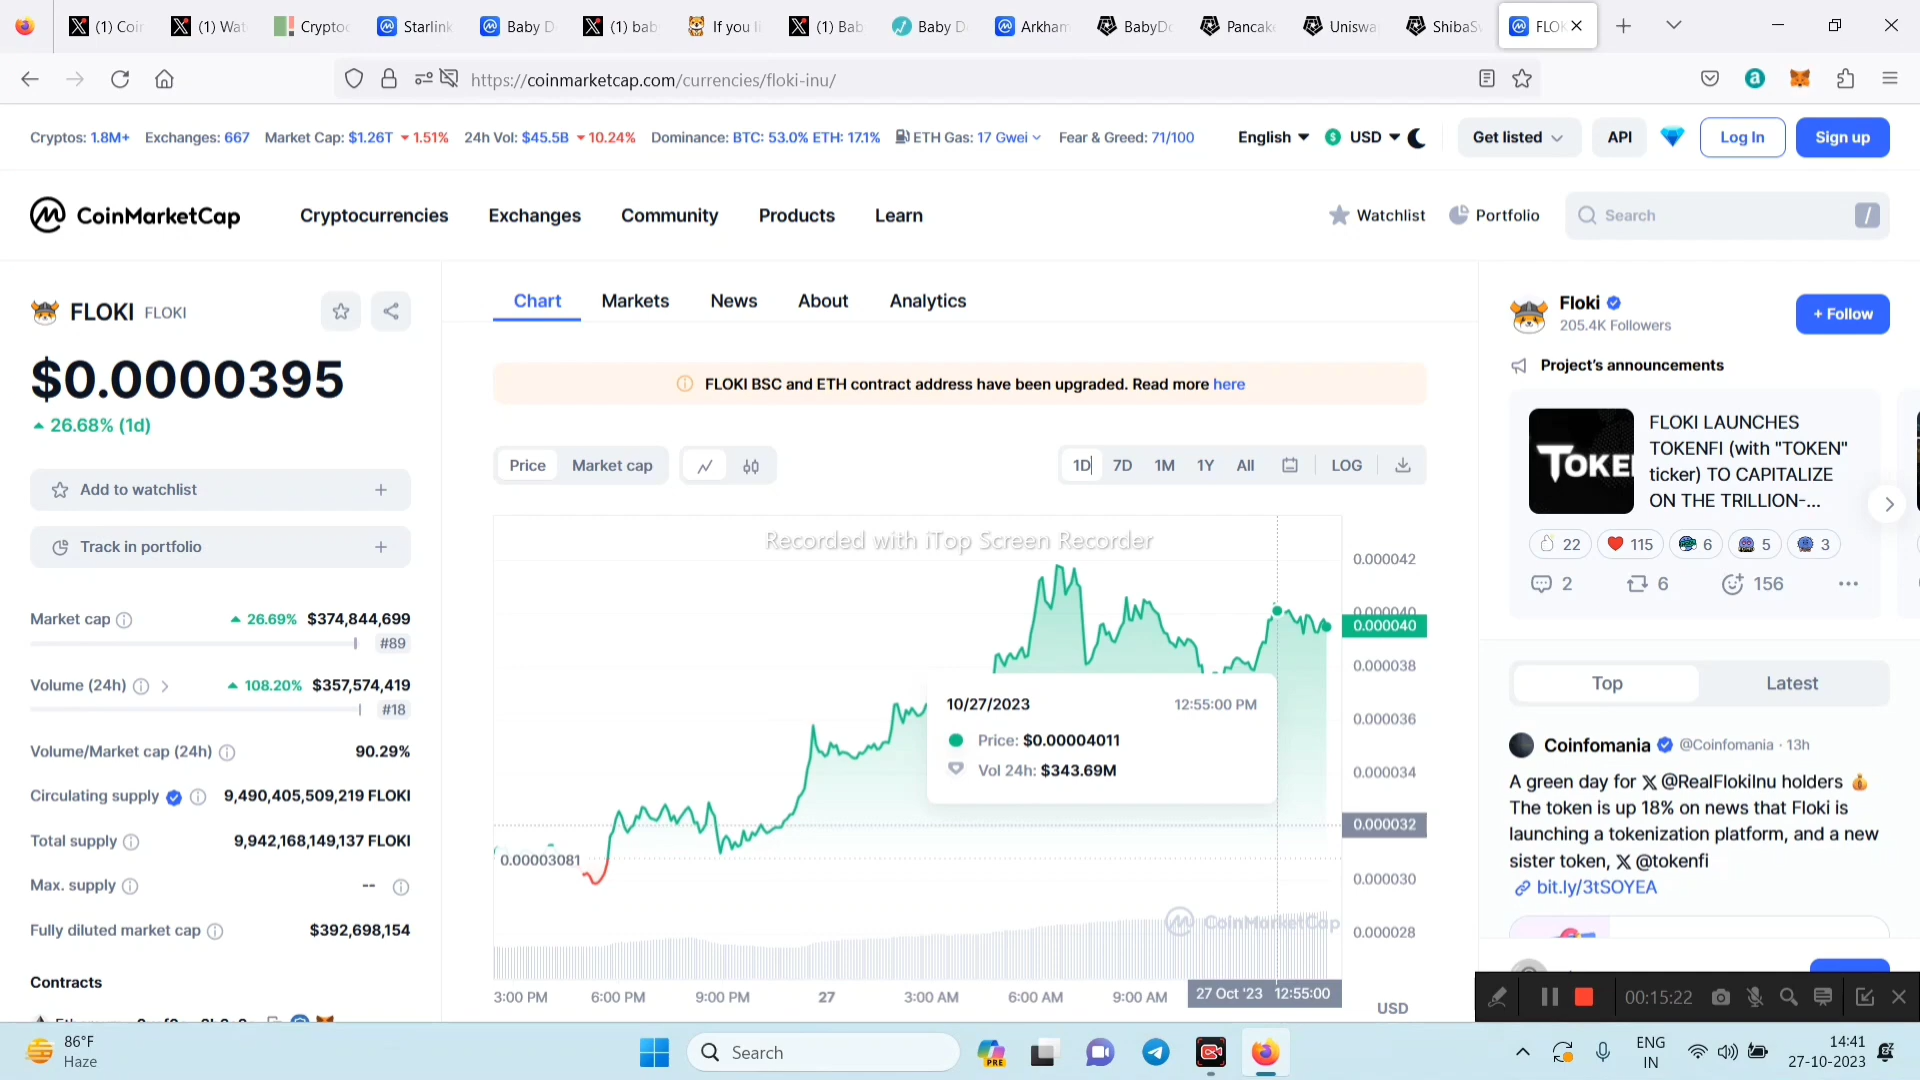 (1) Coin
(1) Wat
Crypto
Starlink
Baby D
(1) bab
If you li
(1) Bab
Baby D
Arkham
BabyDo
Pancak
Uniswa
ShibaSw
FLOK
https://coinmarketcap.com/currencies/floki-inu/
Cryptos: 1.8M+ Exchanges: 667 Market Cap: $1.26T 1.51% 24h Vol: $45.5B 10.24% Dominance: BTC: 53.0% ETH: 17.1% ETH Gas: 17 Gwei Fear & Greed: 71/100
English USD Get listed API Log In Sign up
CoinMarketCap
Cryptocurrencies Exchanges Community Products Learn
Watchlist Portfolio Search /
FLOKI FLOKI
$0.0000395
26.68% (1d)
Add to watchlist +
Track in portfolio +
Market cap 26.69% $374,844,699
#89
Volume (24h) 108.20% $357,574,419
#18
Volume/Market cap (24h) 90.29%
Circulating supply 9,490,405,509,219 FLOKI
Total supply 9,942,168,149,137 FLOKI
Max. supply --
Fully diluted market cap $392,698,154
Contracts
Chart Markets News About Analytics
FLOKI BSC and ETH contract address have been upgraded. Read more here
Price Market cap
1D 7D 1M 1Y All LOG
Recorded with iTop Screen Recorder
0.000042
0.000040
0.000040
0.000038
0.000036
0.000034
0.000032
0.000030
0.000028
10/27/2023 12:55:00 PM
Price: $0.00004011
Vol 24h: $343.69M
0.00003081
CoinMarketCap
3:00 PM 6:00 PM 9:00 PM 27 3:00 AM 6:00 AM 9:00 AM 27 Oct '23 12:55:00
USD
Floki
205.4K Followers
+ Follow
Project's announcements
TOKE
FLOKI LAUNCHES
TOKENFI (with "TOKEN"
ticker) TO CAPITALIZE
ON THE TRILLION-...
22 115 6 5 3
2 6 156
Top Latest
Coinfomania @Coinfomania · 13h
A green day for X @RealFlokiInu holders
The token is up 18% on news that Floki is
launching a tokenization platform, and a new
sister token, X @tokenfi
bit.ly/3tSOYEA
00:15:22
86°F
Haze
Search
PRE
ENG
IN
14:41
27-10-2023